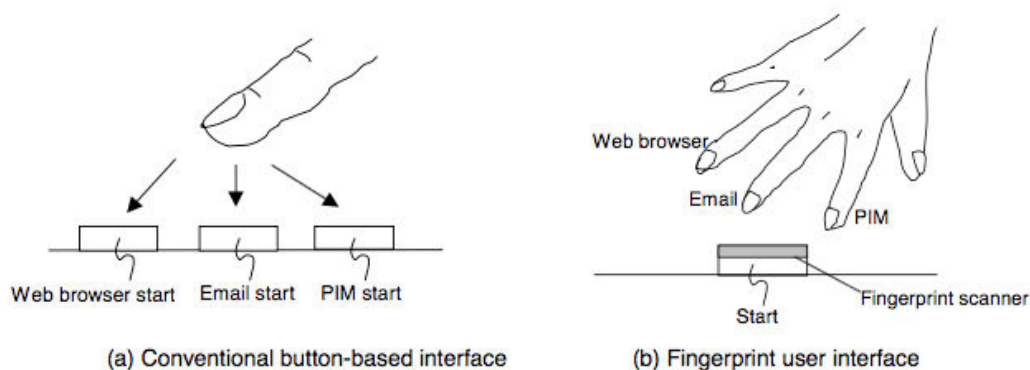 Web browser start
Email start
PIM start
(a) Conventional button-based interface
Web browser
Email
PIM
Fingerprint scanner
Start
(b) Fingerprint user interface